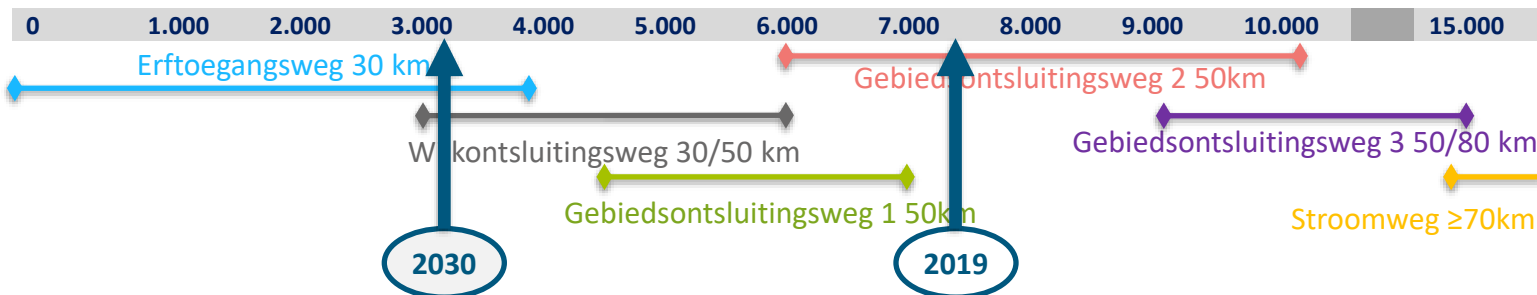 0 1.000 2.000 3.000 4.000 5.000 6.000 7.000 8.000 9.000 10.000 15.000
Erftoegangsweg 30 km
Gebiedsontsluitingsweg 2 50km
Wijkontsluitingsweg 30/50 km
Gebiedsontsluitingsweg 3 50/80 km
Gebiedsontsluitingsweg 1 50km
Stroomweg ≥70km
2030
2019